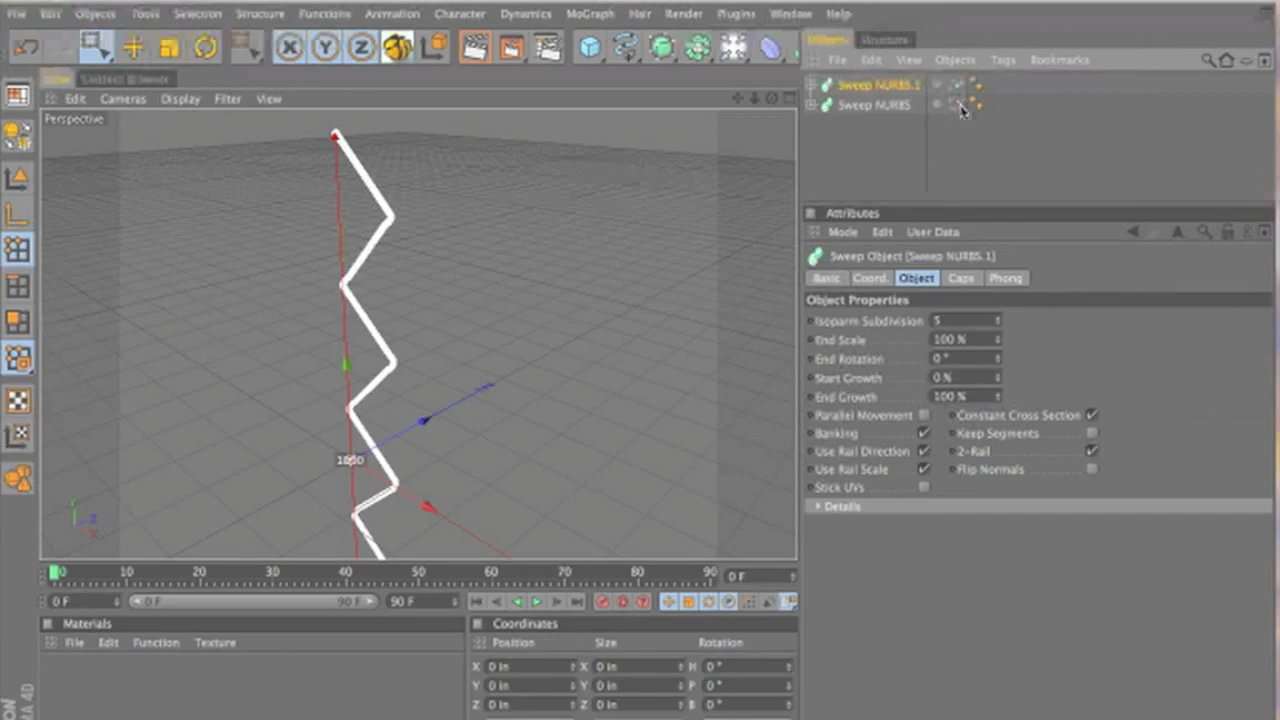 File Edit Objects Tools Selection Structure Functions Animation Character Dynamics MoGraph Hair Render Plugins Window Help
X Y Z
Objects Structure
File Edit View Objects Tags Bookmarks
Edit Cameras Display Filter View
Sweep NURBS.1
Sweep NURBS
Perspective
Attributes
Mode Edit User Data
Sweep Object [Sweep NURBS.1]
Basic Coord. Object Caps Phong
Object Properties
Isoparm Subdivision 5
End Scale 100 %
End Rotation 0 °
Start Growth 0 %
End Growth 100 %
Parallel Movement Constant Cross Section
Banking Keep Segments
Use Rail Direction 2-Rail
Use Rail Scale Flip Normals
Stick UVs
Details
Y
Z
X
0 10 20 30 40 50 60 70 80 90 0 F
0 F 0 F 90 F 90 F
Materials
File Edit Function Texture
Coordinates
Position Size Rotation
X 0 in X 0 in H 0 °
Y 0 in Y 0 in P 0 °
Z 0 in Z 0 in B 0 °